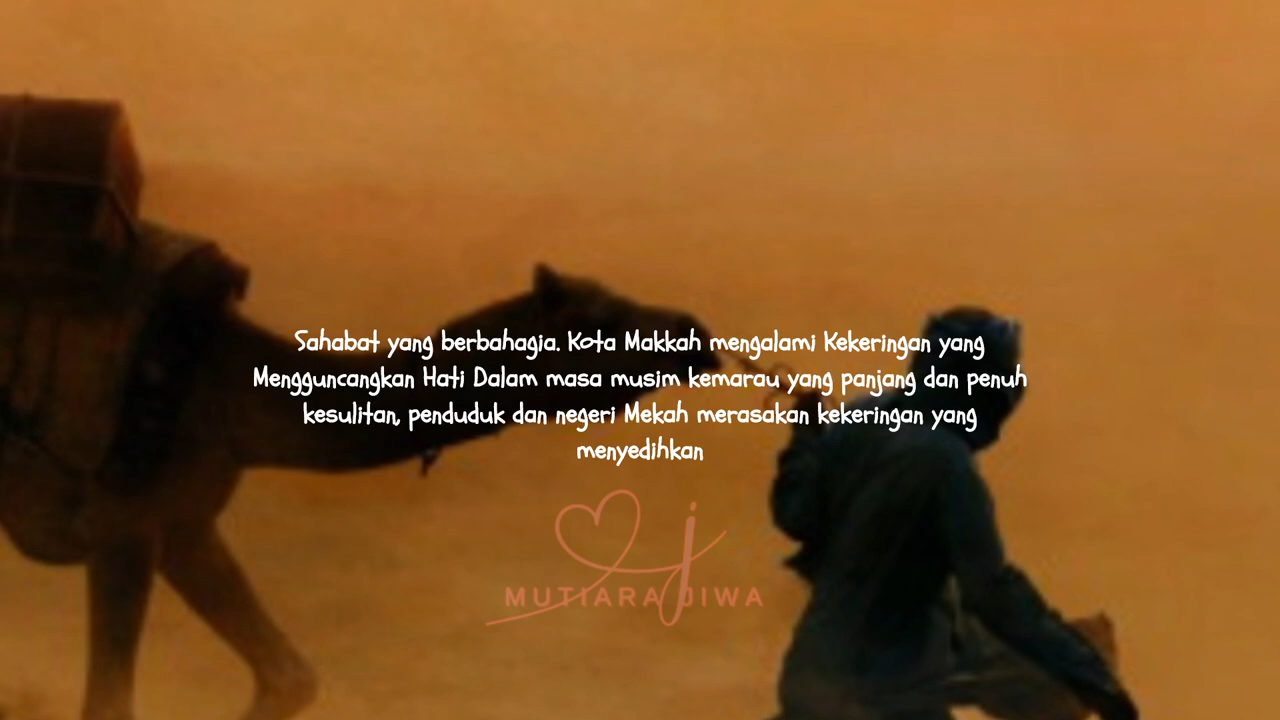 Sahabat yang berbahagia. Kota Makkah mengalami Kekeringan yang
Mengguncangkan Hati Dalam masa musim kemarau yang panjang dan penuh
kesulitan, penduduk dan negeri Mekah merasakan kekeringan yang
menyedihkan
MUTIARA JIWA